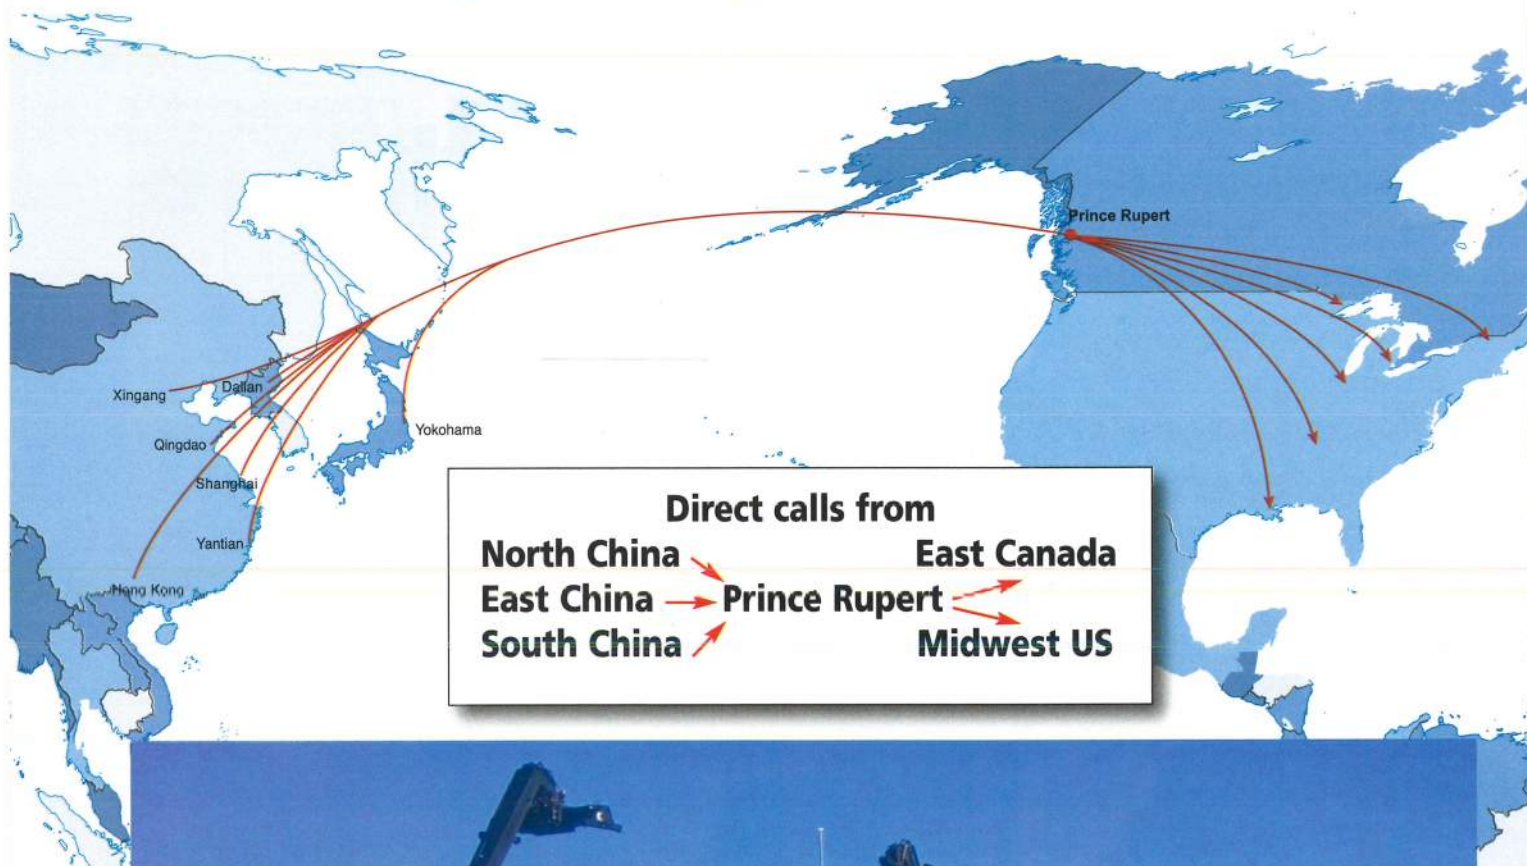 Prince Rupert
Xingang
Dalian
Yokohama
Qingdao
Shanghai
Yantian
Hong Kong
Direct calls from
North China
East Canada
East China
Prince Rupert
South China
Midwest US